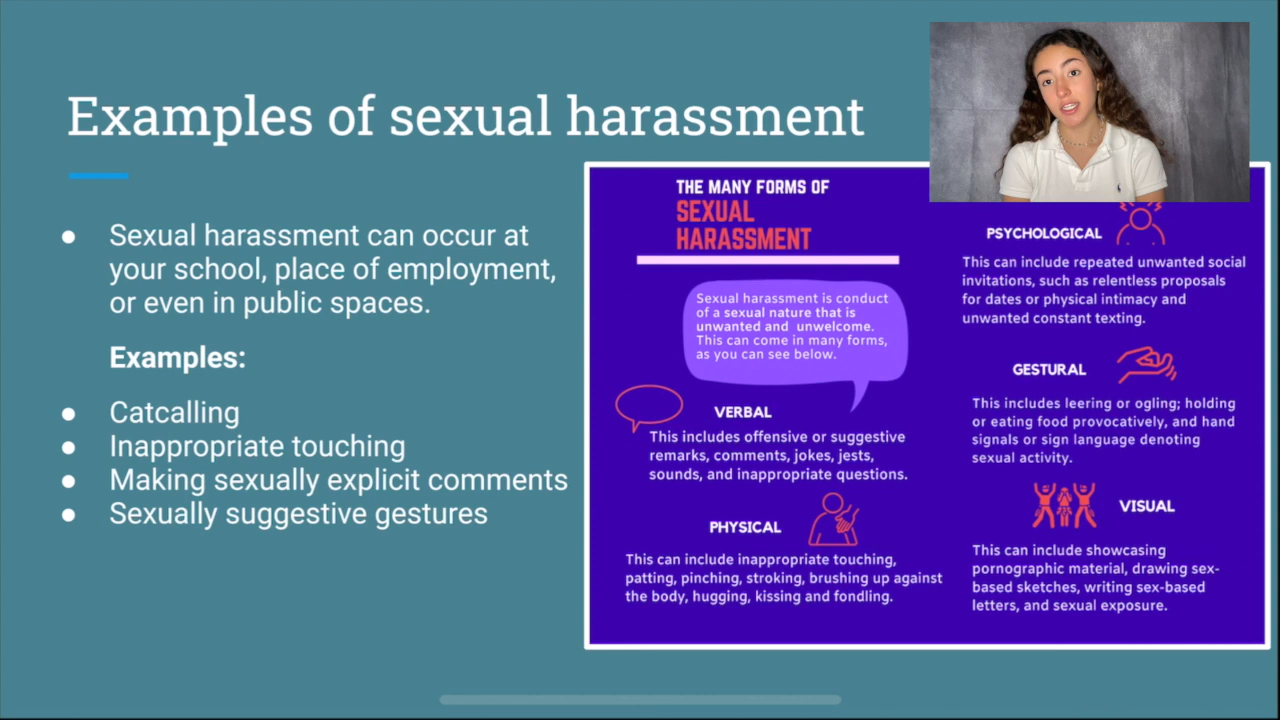 Examples of sexual harassment
● Sexual harassment can occur at
your school, place of employment,
or even in public spaces.
Examples:
● Catcalling
● Inappropriate touching
● Making sexually explicit comments
● Sexually suggestive gestures
THE MANY FORMS OF
SEXUAL
HARASSMENT
Sexual harassment is conduct
of a sexual nature that is
unwanted and unwelcome.
This can come in many forms,
as you can see below.
VERBAL
This includes offensive or suggestive
remarks, comments, jokes, jests,
sounds, and inappropriate questions.
PHYSICAL
This can include inappropriate touching,
patting, pinching, stroking, brushing up against
the body, hugging, kissing and fondling.
PSYCHOLOGICAL
This can include repeated unwanted social
invitations, such as relentless proposals
for dates or physical intimacy and
unwanted constant texting.
GESTURAL
This includes leering or ogling; holding
or eating food provocatively, and hand
signals or sign language denoting
sexual activity.
VISUAL
This can include showcasing
pornographic material, drawing sex-
based sketches, writing sex-based
letters, and sexual exposure.